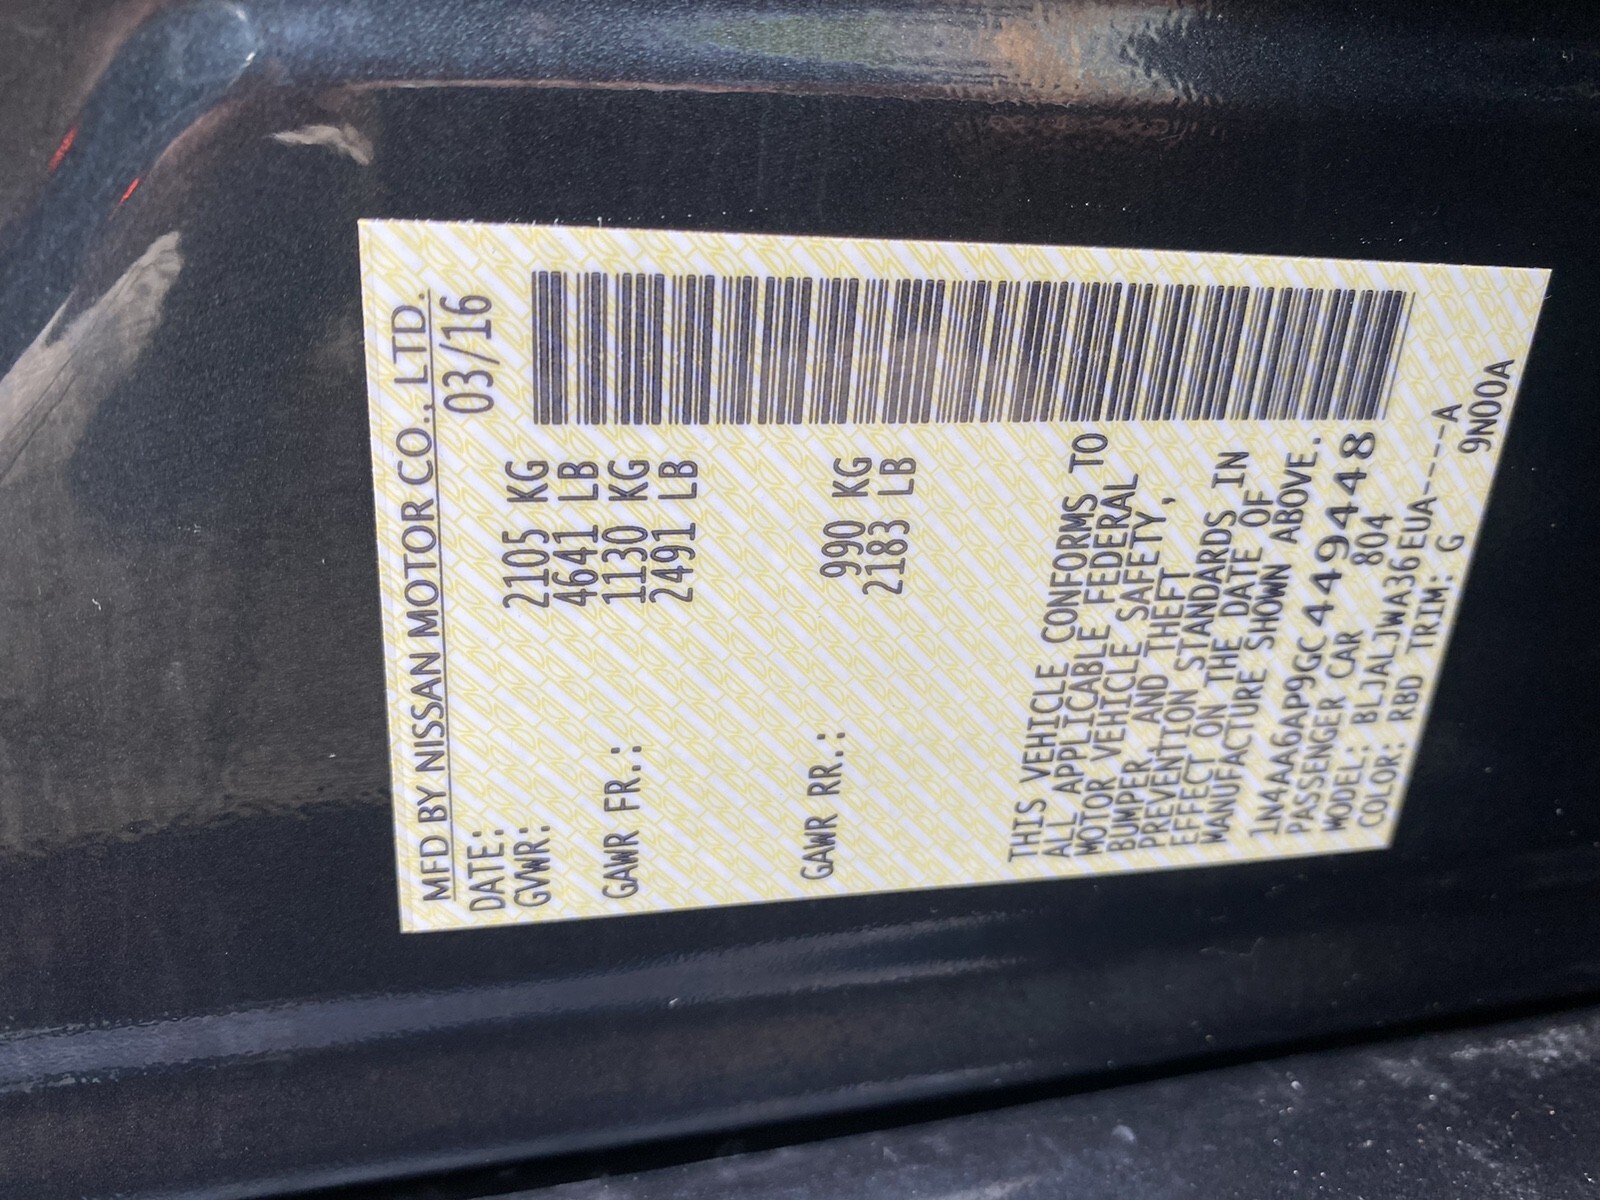 MFD BY NISSAN MOTOR CO., LTD.
DATE: 03/16
GVWR: 2105 KG
4641 LB
GAWR FR.: 1130 KG
2491 LB
GAWR RR.: 990 KG
2183 LB
THIS VEHICLE CONFORMS TO
ALL APPLICABLE FEDERAL
MOTOR VEHICLE SAFETY,
BUMPER, AND THEFT
PREVENTION STANDARDS IN
EFFECT ON THE DATE OF
MANUFACTURE SHOWN ABOVE.
1N4AA6AP9GC449448
PASSENGER CAR 804
MODEL: BLJALJWA36EUA----A
COLOR: RBD TRIM: G 9N00A